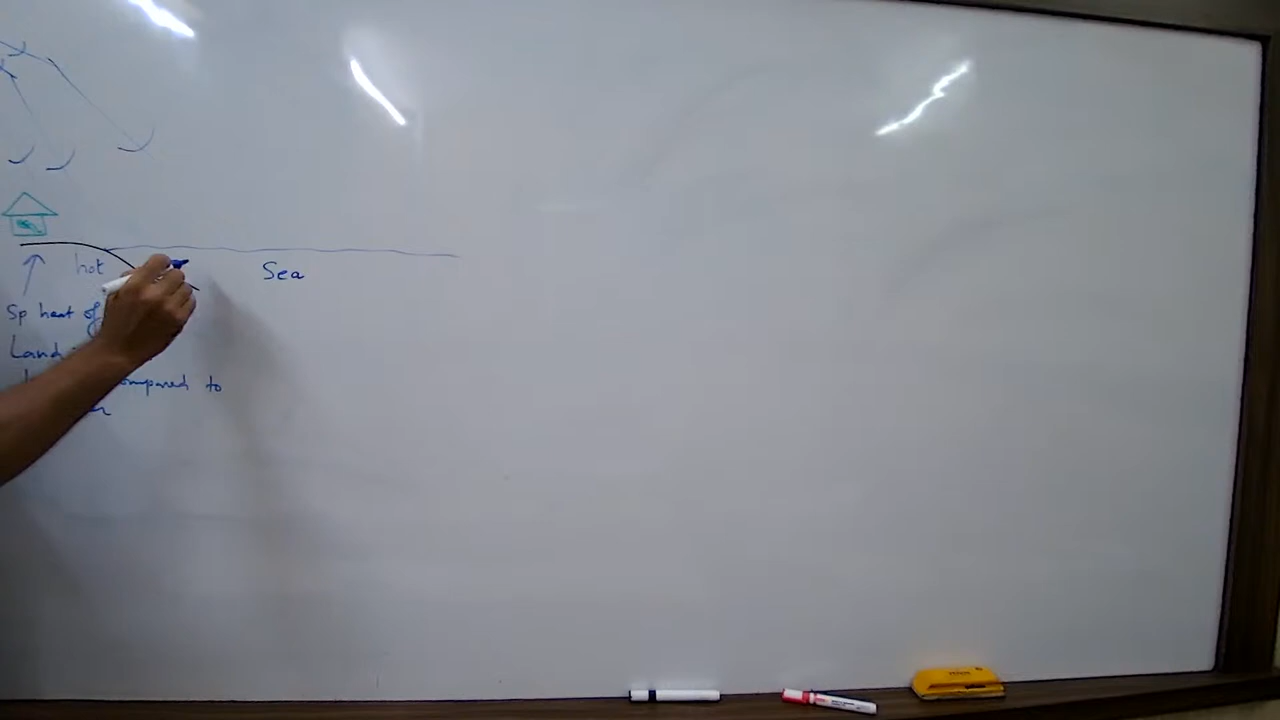 hot
Sea
Sp heat of
Land
compared to